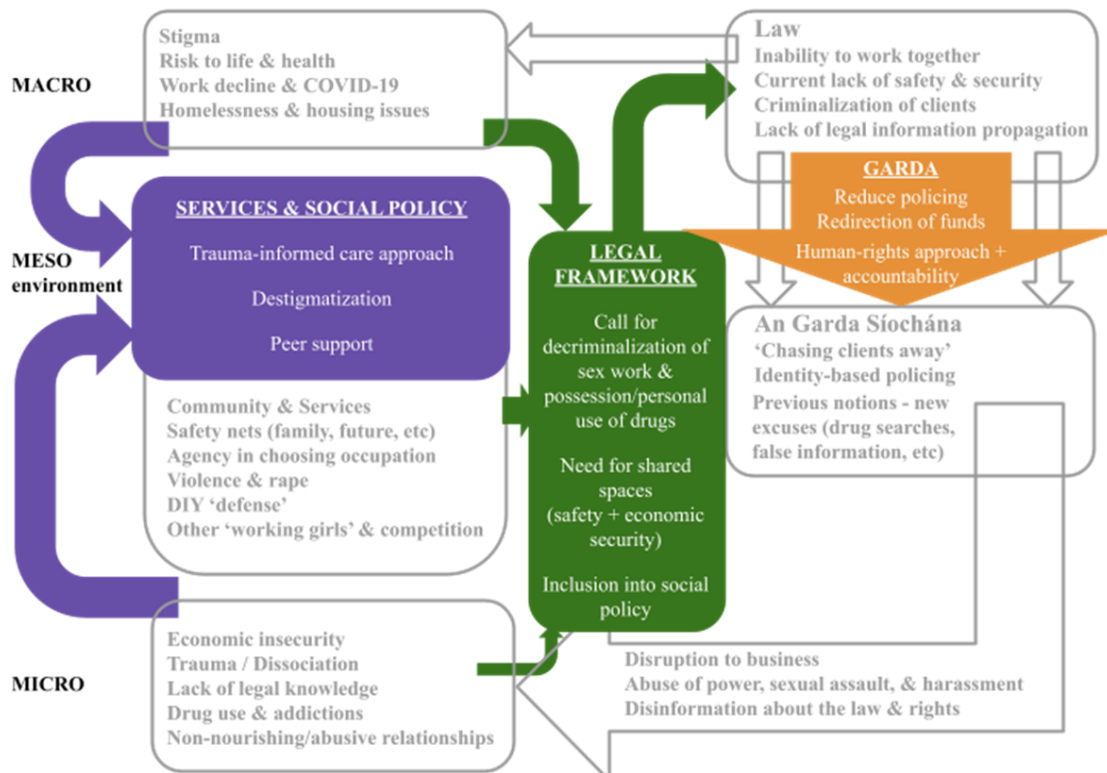 MACRO
Stigma
Risk to life & health
Work decline & COVID-19
Homelessness & housing issues
Law
Inability to work together
Current lack of safety & security
Criminalization of clients
Lack of legal information propagation
GARDA
Reduce policing
Redirection of funds
Human-rights approach +
accountability
MESO
environment
SERVICES & SOCIAL POLICY
Trauma-informed care approach
Destigmatization
Peer support
Community & Services
Safety nets (family, future, etc)
Agency in choosing occupation
Violence & rape
DIY ‘defense’
Other ‘working girls’ & competition
LEGAL
FRAMEWORK
Call for
decriminalization of
sex work &
possession/personal
use of drugs
Need for shared
spaces
(safety + economic
security)
Inclusion into social
policy
An Garda Síochána
‘Chasing clients away’
Identity-based policing
Previous notions - new
excuses (drug searches,
false information, etc)
MICRO
Economic insecurity
Trauma / Dissociation
Lack of legal knowledge
Drug use & addictions
Non-nourishing/abusive relationships
Disruption to business
Abuse of power, sexual assault, & harassment
Disinformation about the law & rights